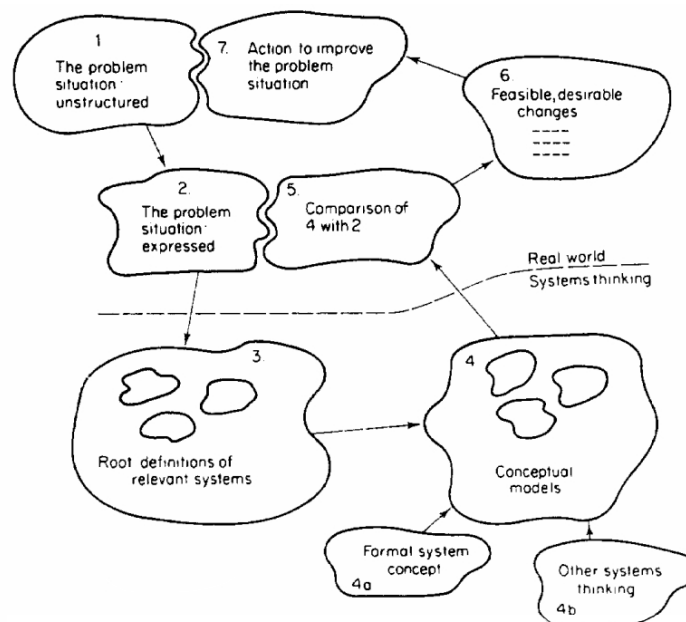 1
The problem
situation:
unstructured
7.
Action to improve
the problem
situation
6.
Feasible, desirable
changes
2.
The problem
situation:
expressed
5.
Comparison of
4 with 2
Real world
Systems thinking
3.
Root definitions of
relevant systems
4.
Conceptual
models
Formal system
concept
4a
Other systems
thinking
4b